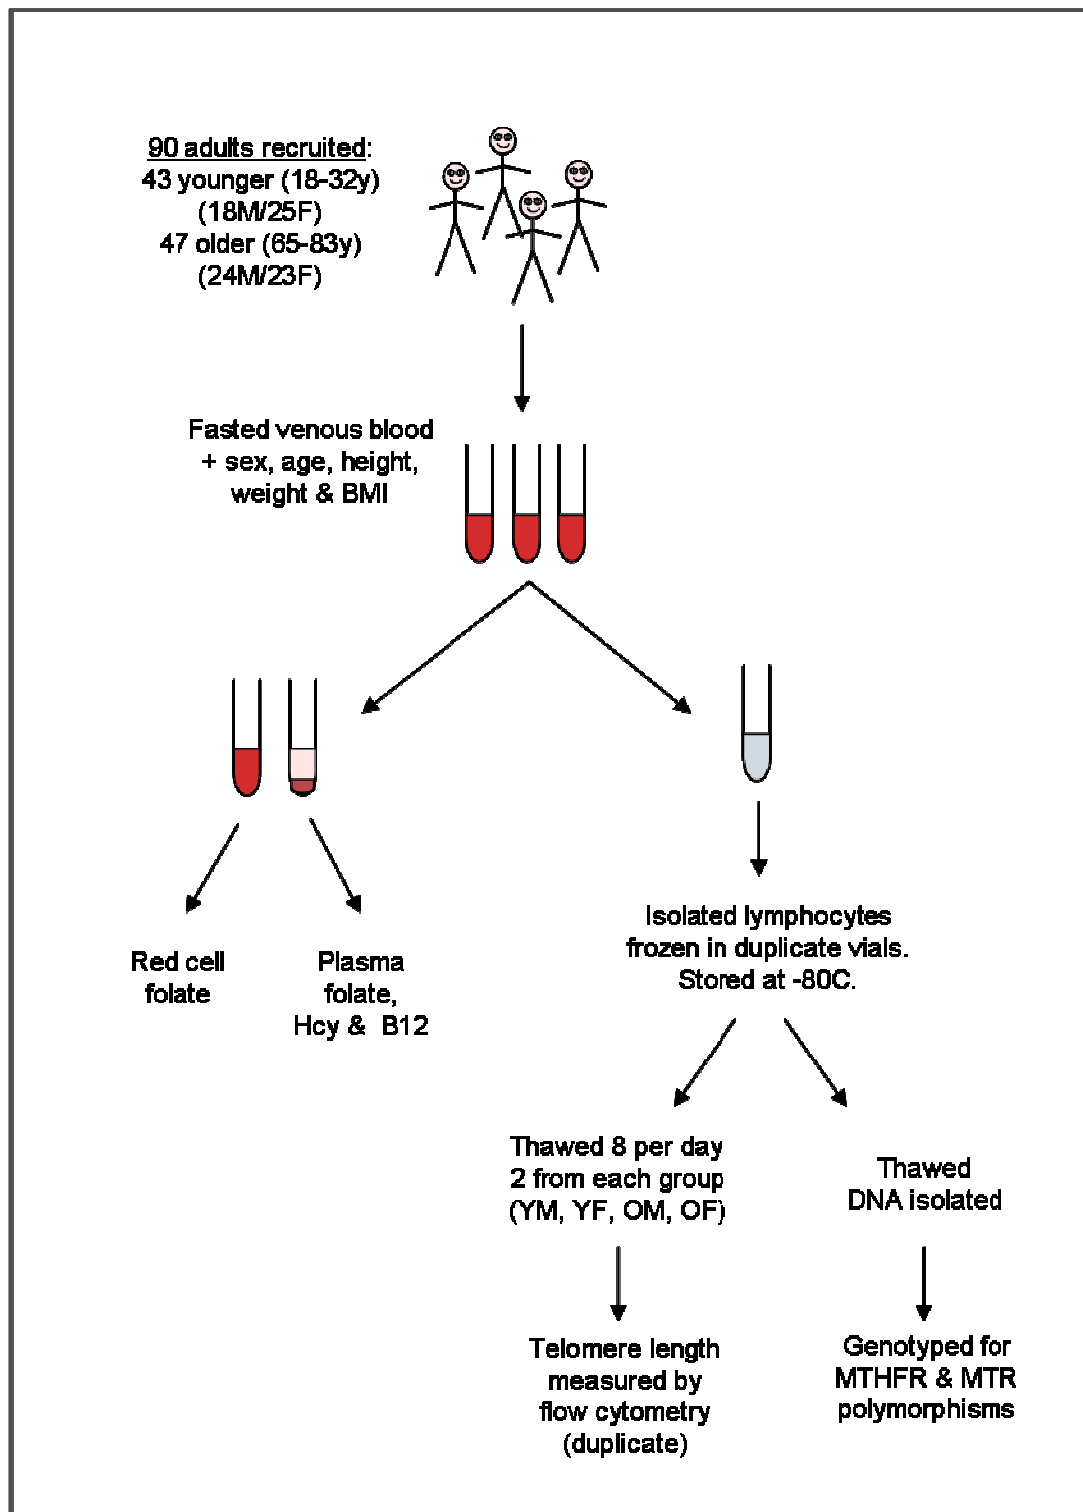 90 adults recruited:
43 younger (18-32y)
(18M/25F)
47 older (65-83y)
(24M/23F)
Fasted venous blood
+ sex, age, height,
weight & BMI
Red cell
folate
Plasma
folate,
Hcy & B12
Isolated lymphocytes
frozen in duplicate vials.
Stored at -80C.
Thawed 8 per day
2 from each group
(YM, YF, OM, OF)
Thawed
DNA isolated
Telomere length
measured by
flow cytometry
(duplicate)
Genotyped for
MTHFR & MTR
polymorphisms